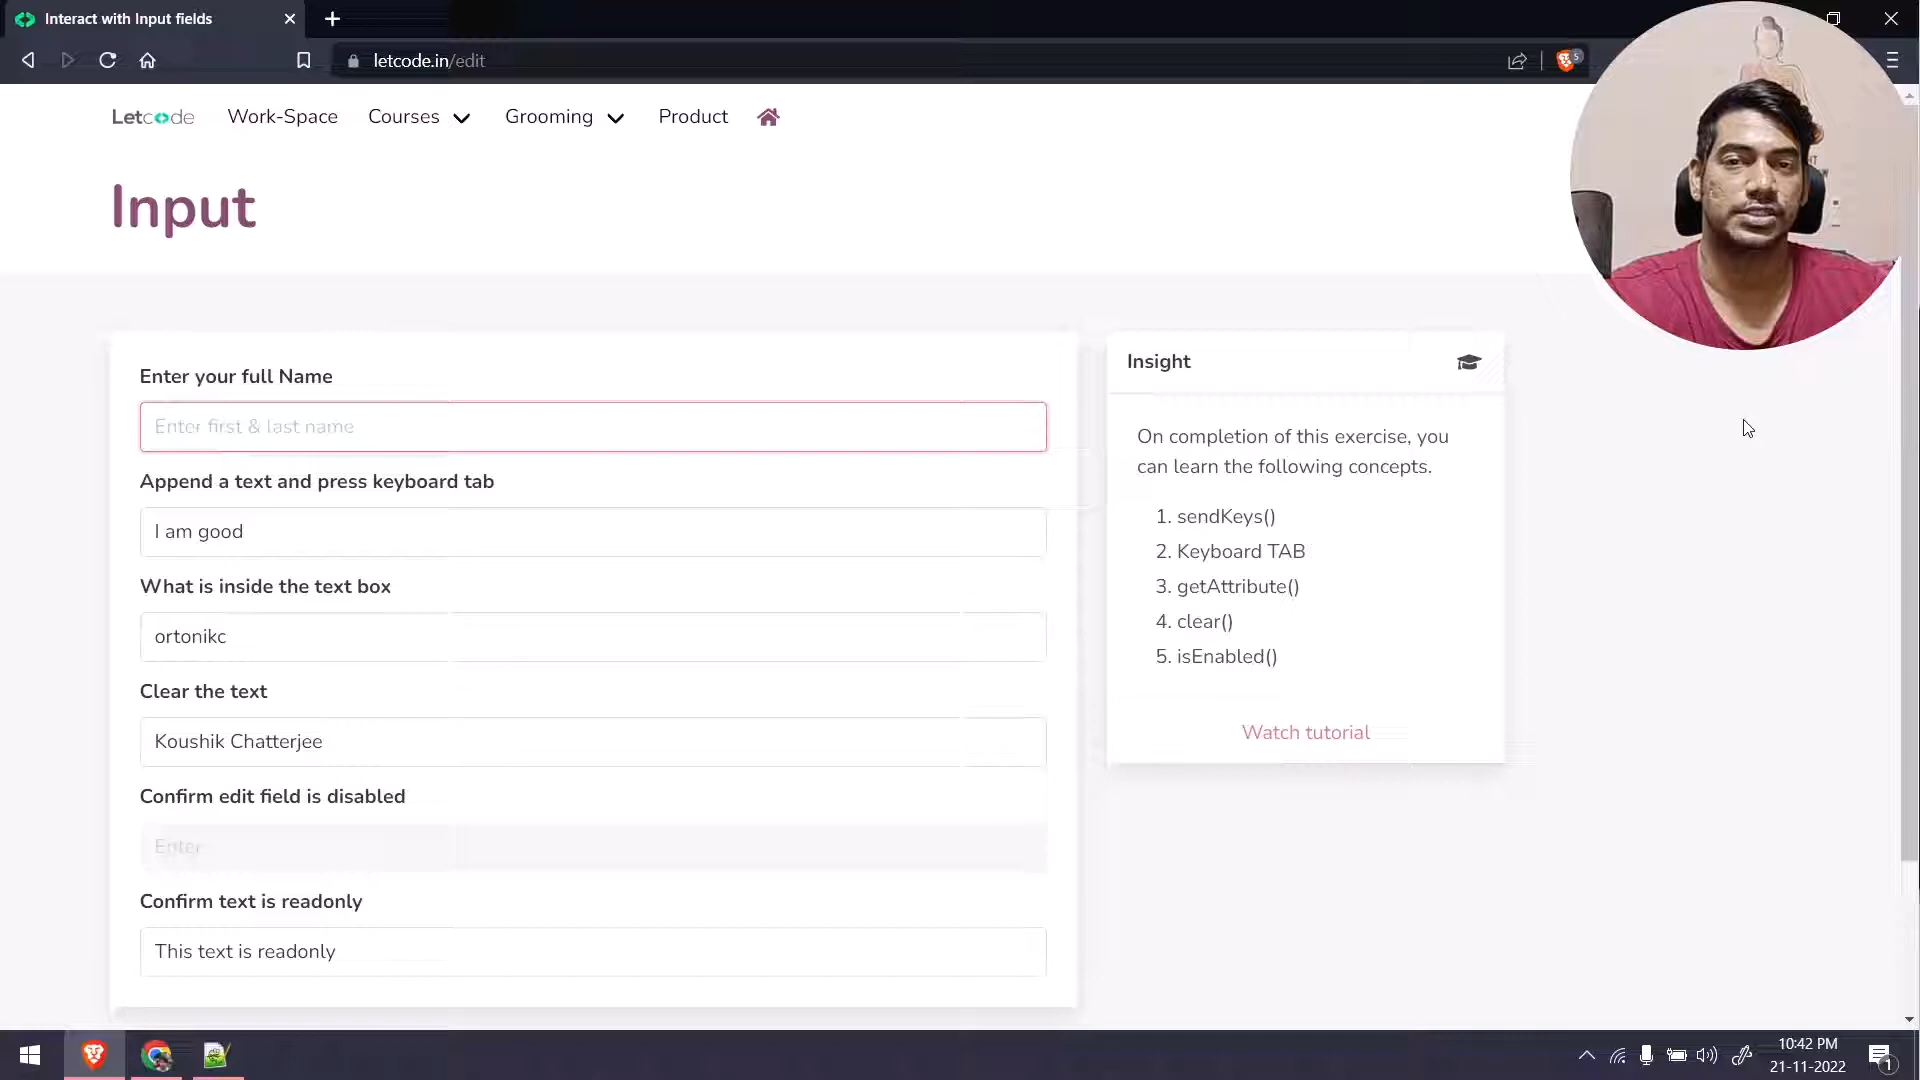 Interact with Input fields
letcode.in/edit
5
Letcode Work-Space Courses Grooming Product
Input
Enter your full Name
Enter first & last name
Append a text and press keyboard tab
I am good
What is inside the text box
ortonikc
Clear the text
Koushik Chatterjee
Confirm edit field is disabled
Enter
Confirm text is readonly
This text is readonly
Insight
On completion of this exercise, you
can learn the following concepts.
1. sendKeys()
2. Keyboard TAB
3. getAttribute()
4. clear()
5. isEnabled()
Watch tutorial
10:42 PM
21-11-2022
1